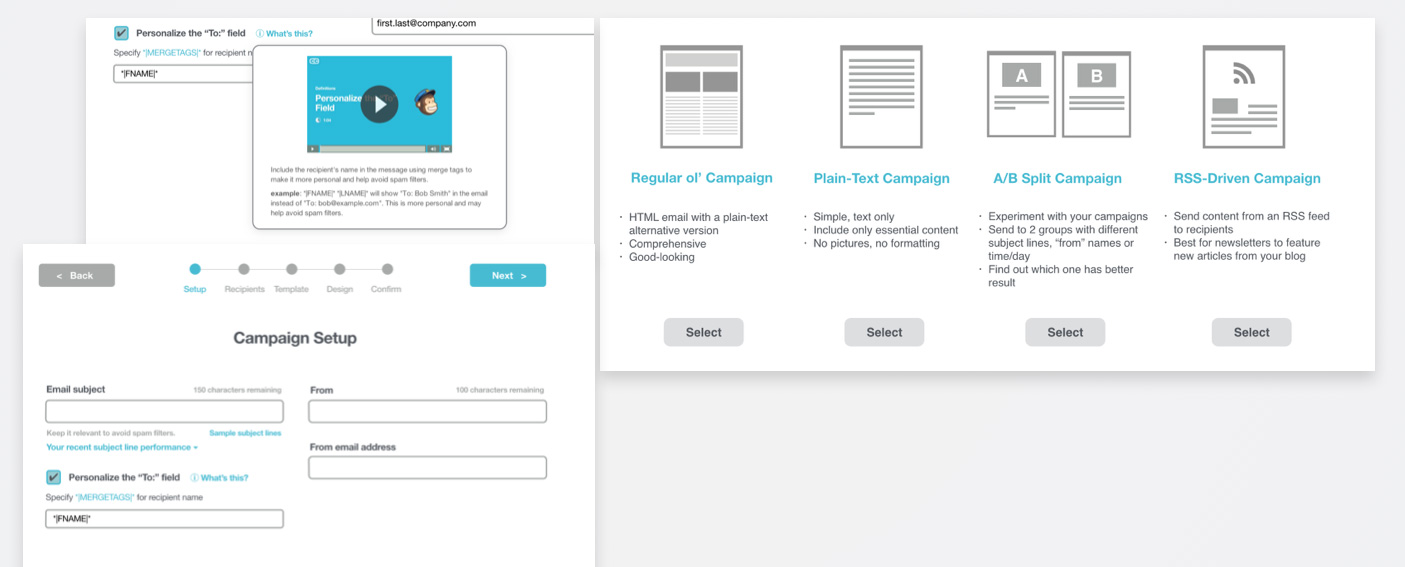 first.last@company.com
Personalize the “To:” field
What's this?
Specify *|MERGETAGS|* for recipient n
*|FNAME|*
Definitions
Personalize the "To:"
Field
Include the recipient's name in the message using merge tags to
make it more personal and help avoid spam filters.
example: *|FNAME|* *|LNAME|* will show "To: Bob Smith" in the email
instead of "To: bob@example.com". This is more personal and may
help avoid spam filters.
< Back
Setup
Recipients
Template
Design
Confirm
Next >
Campaign Setup
Email subject
150 characters remaining
Keep it relevant to avoid spam filters.
Sample subject lines
Your recent subject line performance +
From
100 characters remaining
From email address
Personalize the “To:” field
What's this?
Specify *|MERGETAGS|* for recipient name
*|FNAME|*
Regular ol’ Campaign
· HTML email with a plain-text
alternative version
· Comprehensive
· Good-looking
Select
Plain-Text Campaign
· Simple, text only
· Include only essential content
· No pictures, no formatting
Select
A
B
A/B Split Campaign
· Experiment with your campaigns
· Send to 2 groups with different
subject lines, “from” names or
time/day
· Find out which one has better
result
Select
RSS-Driven Campaign
· Send content from an RSS feed
to recipients
· Best for newsletters to feature
new articles from your blog
Select